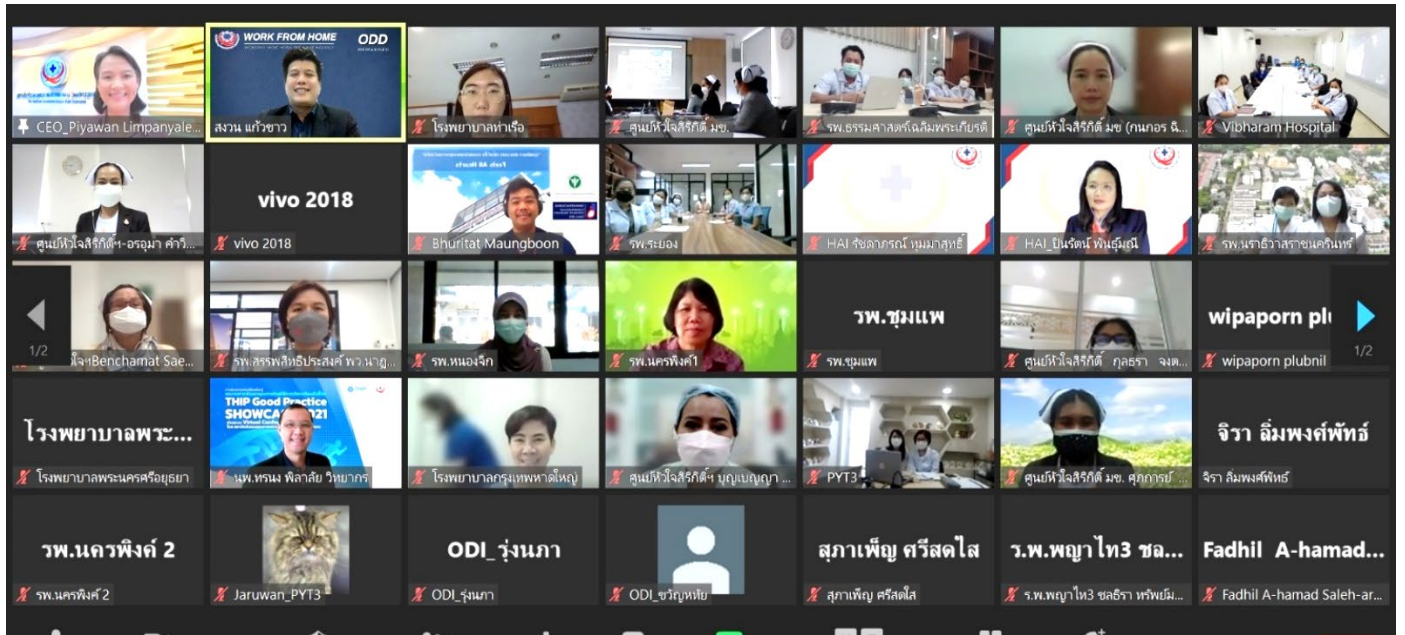 CEO_Piyawan Limpanyale...
WORK FROM HOME
ODD
สงวน แก้วขาว
โรงพยาบาลท่าเรือ
ศูนย์หัวใจสิริกิติ์ มข.
รพ.ธรรมศาสตร์เฉลิมพระเกียรติ
ศูนย์หัวใจสิริกิติ์ มข (กนกอร ฉิ...
Vibharam Hospital
ศูนย์หัวใจสิริกิติ์ฯ-อรอุมา คำวิ...
vivo 2018
vivo 2018
Bhuritat Maungboon
รพ.ระยอง
HAI รัชดาภรณ์ หุมมาสุทธิ์
HAI_ปิ่นรัตน์ พันธุ์มณี
รพ.นราธิวาสราชนครินทร์
1/2
ใจฯBenchamat Sae...
รพ.สรรพสิทธิประสงค์ พว.นาฎ...
รพ.หนองจิก
รพ.นครพิงค์1
รพ.ชุมแพ
รพ.ชุมแพ
ศูนย์หัวใจสิริกิติ์ กุลธรา จงต...
wipaporn plu
wipaporn plubnil
1/2
โรงพยาบาลพระ...
โรงพยาบาลพระนครศรีอยุธยา
THIP Good Practice
SHOWCASE 2021
Virtual Conference
นพ.ทรนง พิลาลัย วิทยากร
โรงพยาบาลกรุงเทพหาดใหญ่
ศูนย์หัวใจสิริกิติ์ฯ บุญเบญญา ...
PYT3
ศูนย์หัวใจสิริกิติ์ มข. ศุภการย์ ...
จิรา ลิ่มพงศ์พัทธ์
จิรา ลิ่มพงศ์พัทธ์
รพ.นครพิงค์ 2
รพ.นครพิงค์ 2
Jaruwan_PYT3
ODI_รุ่งนภา
ODI_รุ่งนภา
ODI_ขวัญหทัย
สุภาเพ็ญ ศรีสดใส
สุภาเพ็ญ ศรีสดใส
ร.พ.พญาไท3 ชล...
ร.พ.พญาไท3 ชลธิรา ทรัพย์ม...
Fadhil A-hamad...
Fadhil A-hamad Saleh-ar...